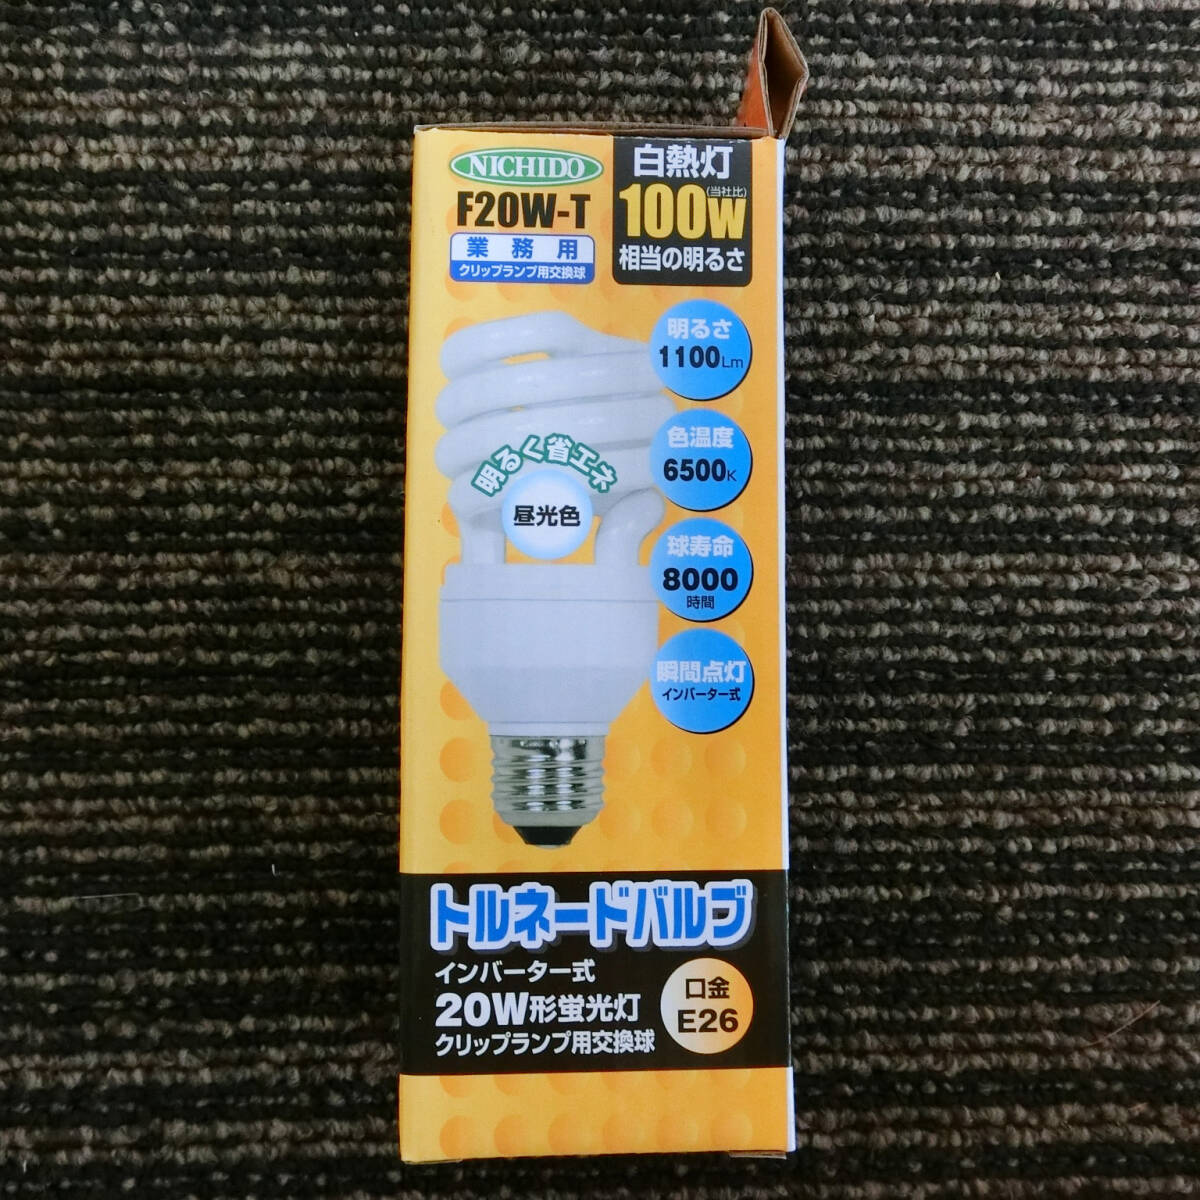 NICHIDO
F20W-T
業務用
クリップランプ用交換球
白熱灯
(当社比)
100W
相当の明るさ
明るさ
1100Lm
色温度
6500K
明るく省エネ
昼光色
球寿命
8000
時間
瞬間点灯
インバーター式
トルネードバルブ
インバーター式
20W形蛍光灯
クリップランプ用交換球
口金
E26